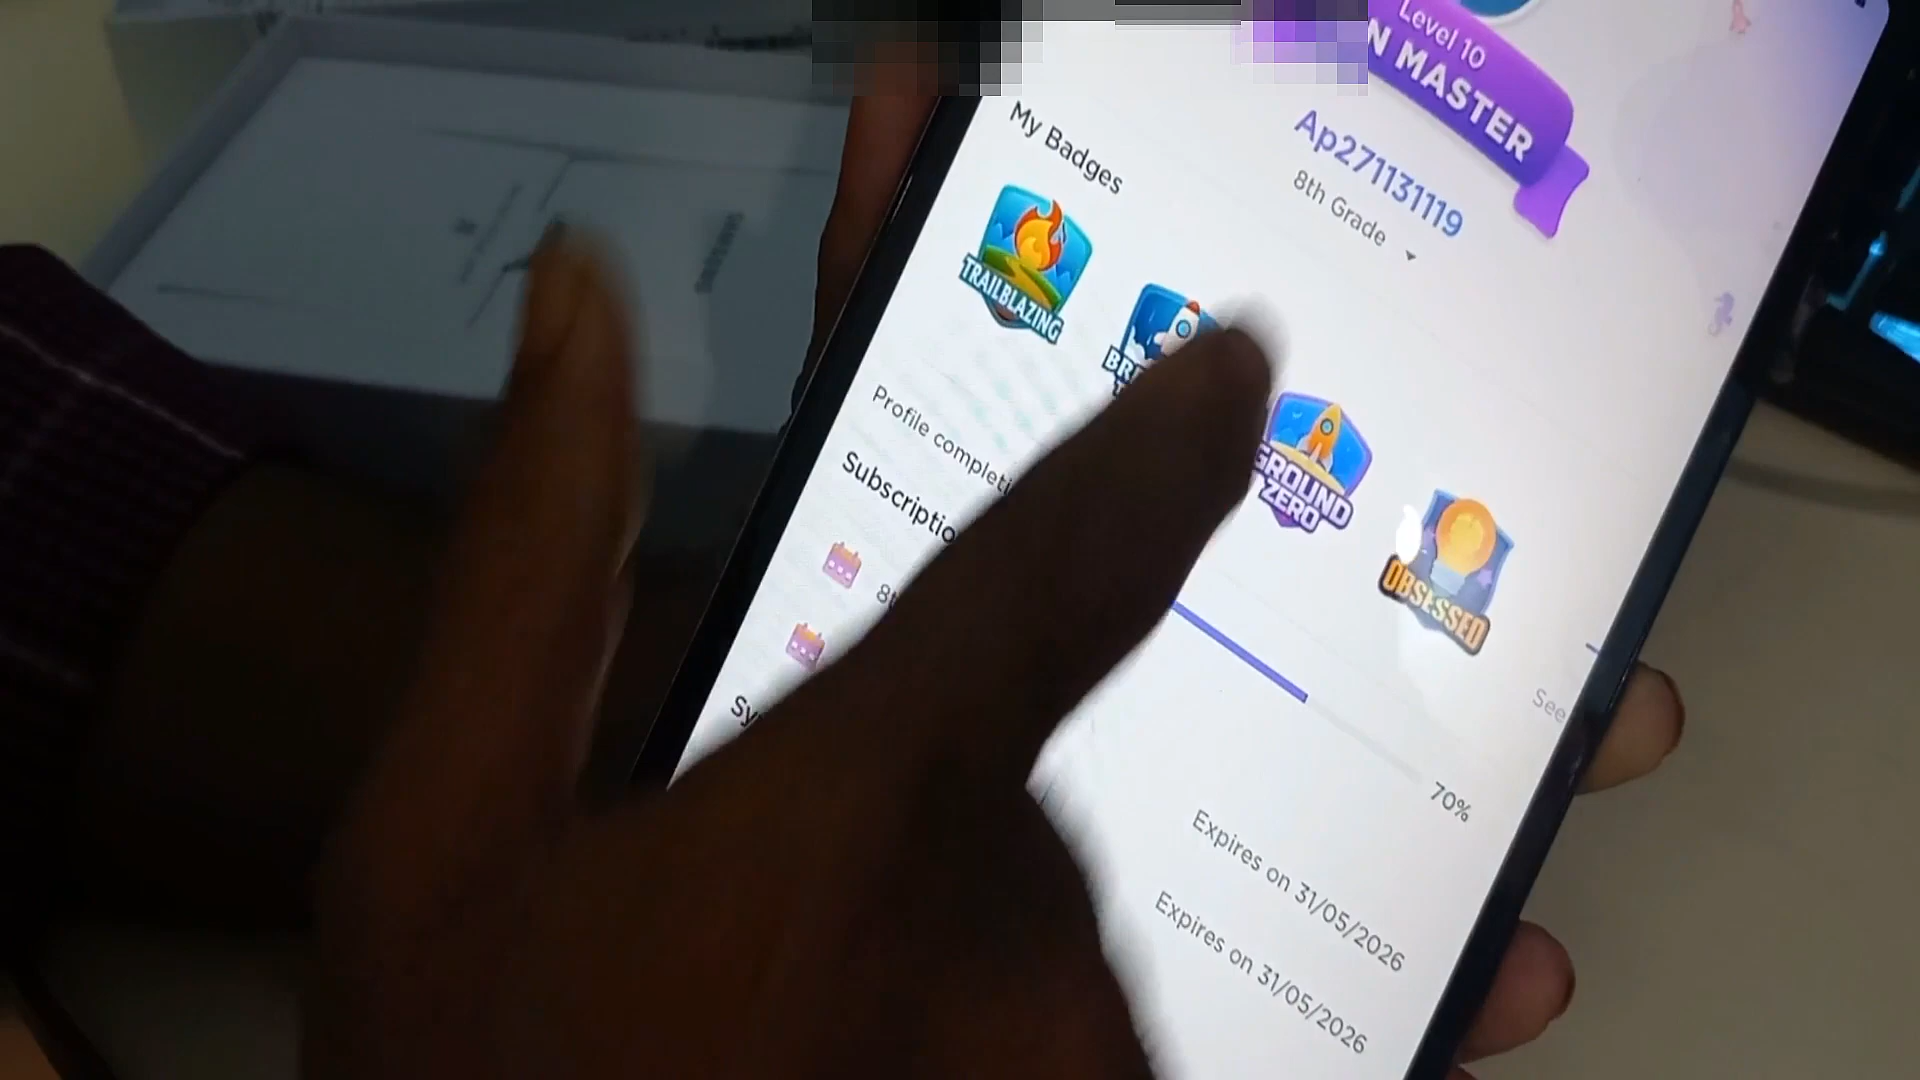 Level 10
N MASTER
Ap271131119
8th Grade
My Badges
TRAILBLAZING
GROUND
ZERO
OBSESSED
See
Profile completi
70%
Subscriptio
Expires on 31/05/2026
Expires on 31/05/2026